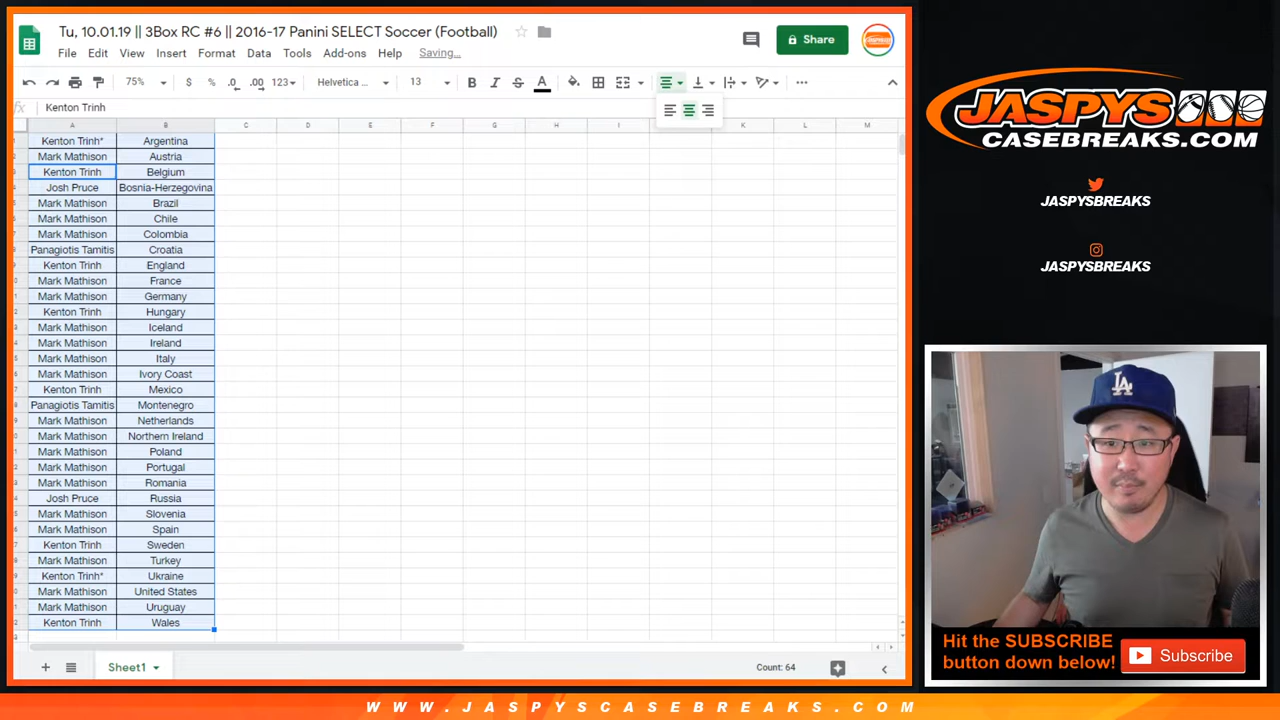 Tu, 10.01.19 || 3Box RC #6 || 2016-17 Panini SELECT Soccer (Football)
File Edit View Insert Format Data Tools Add-ons Help Saving...
Share
75% $ % .0 .00 123 Helvetica ... 13 B I S A
fx Kenton Trinh
A B C D E F G H I J K L M
Kenton Trinh* Argentina
Mark Mathison Austria
Kenton Trinh Belgium
Josh Pruce Bosnia-Herzegovina
Mark Mathison Brazil
Mark Mathison Chile
Mark Mathison Colombia
Panagiotis Tamitis Croatia
Kenton Trinh England
Mark Mathison France
Mark Mathison Germany
Kenton Trinh Hungary
Mark Mathison Iceland
Mark Mathison Ireland
Mark Mathison Italy
Mark Mathison Ivory Coast
Kenton Trinh Mexico
Panagiotis Tamitis Montenegro
Mark Mathison Netherlands
Mark Mathison Northern Ireland
Mark Mathison Poland
Mark Mathison Portugal
Mark Mathison Romania
Josh Pruce Russia
Mark Mathison Slovenia
Mark Mathison Spain
Kenton Trinh Sweden
Mark Mathison Turkey
Kenton Trinh* Ukraine
Mark Mathison United States
Mark Mathison Uruguay
Kenton Trinh Wales
Sheet1
Count: 64
JASPYS
CASEBREAKS.COM
JASPYSBREAKS
JASPYSBREAKS
LA
Hit the SUBSCRIBE
button down below!
Subscribe
WWW.JASPYSCASEBREAKS.COM